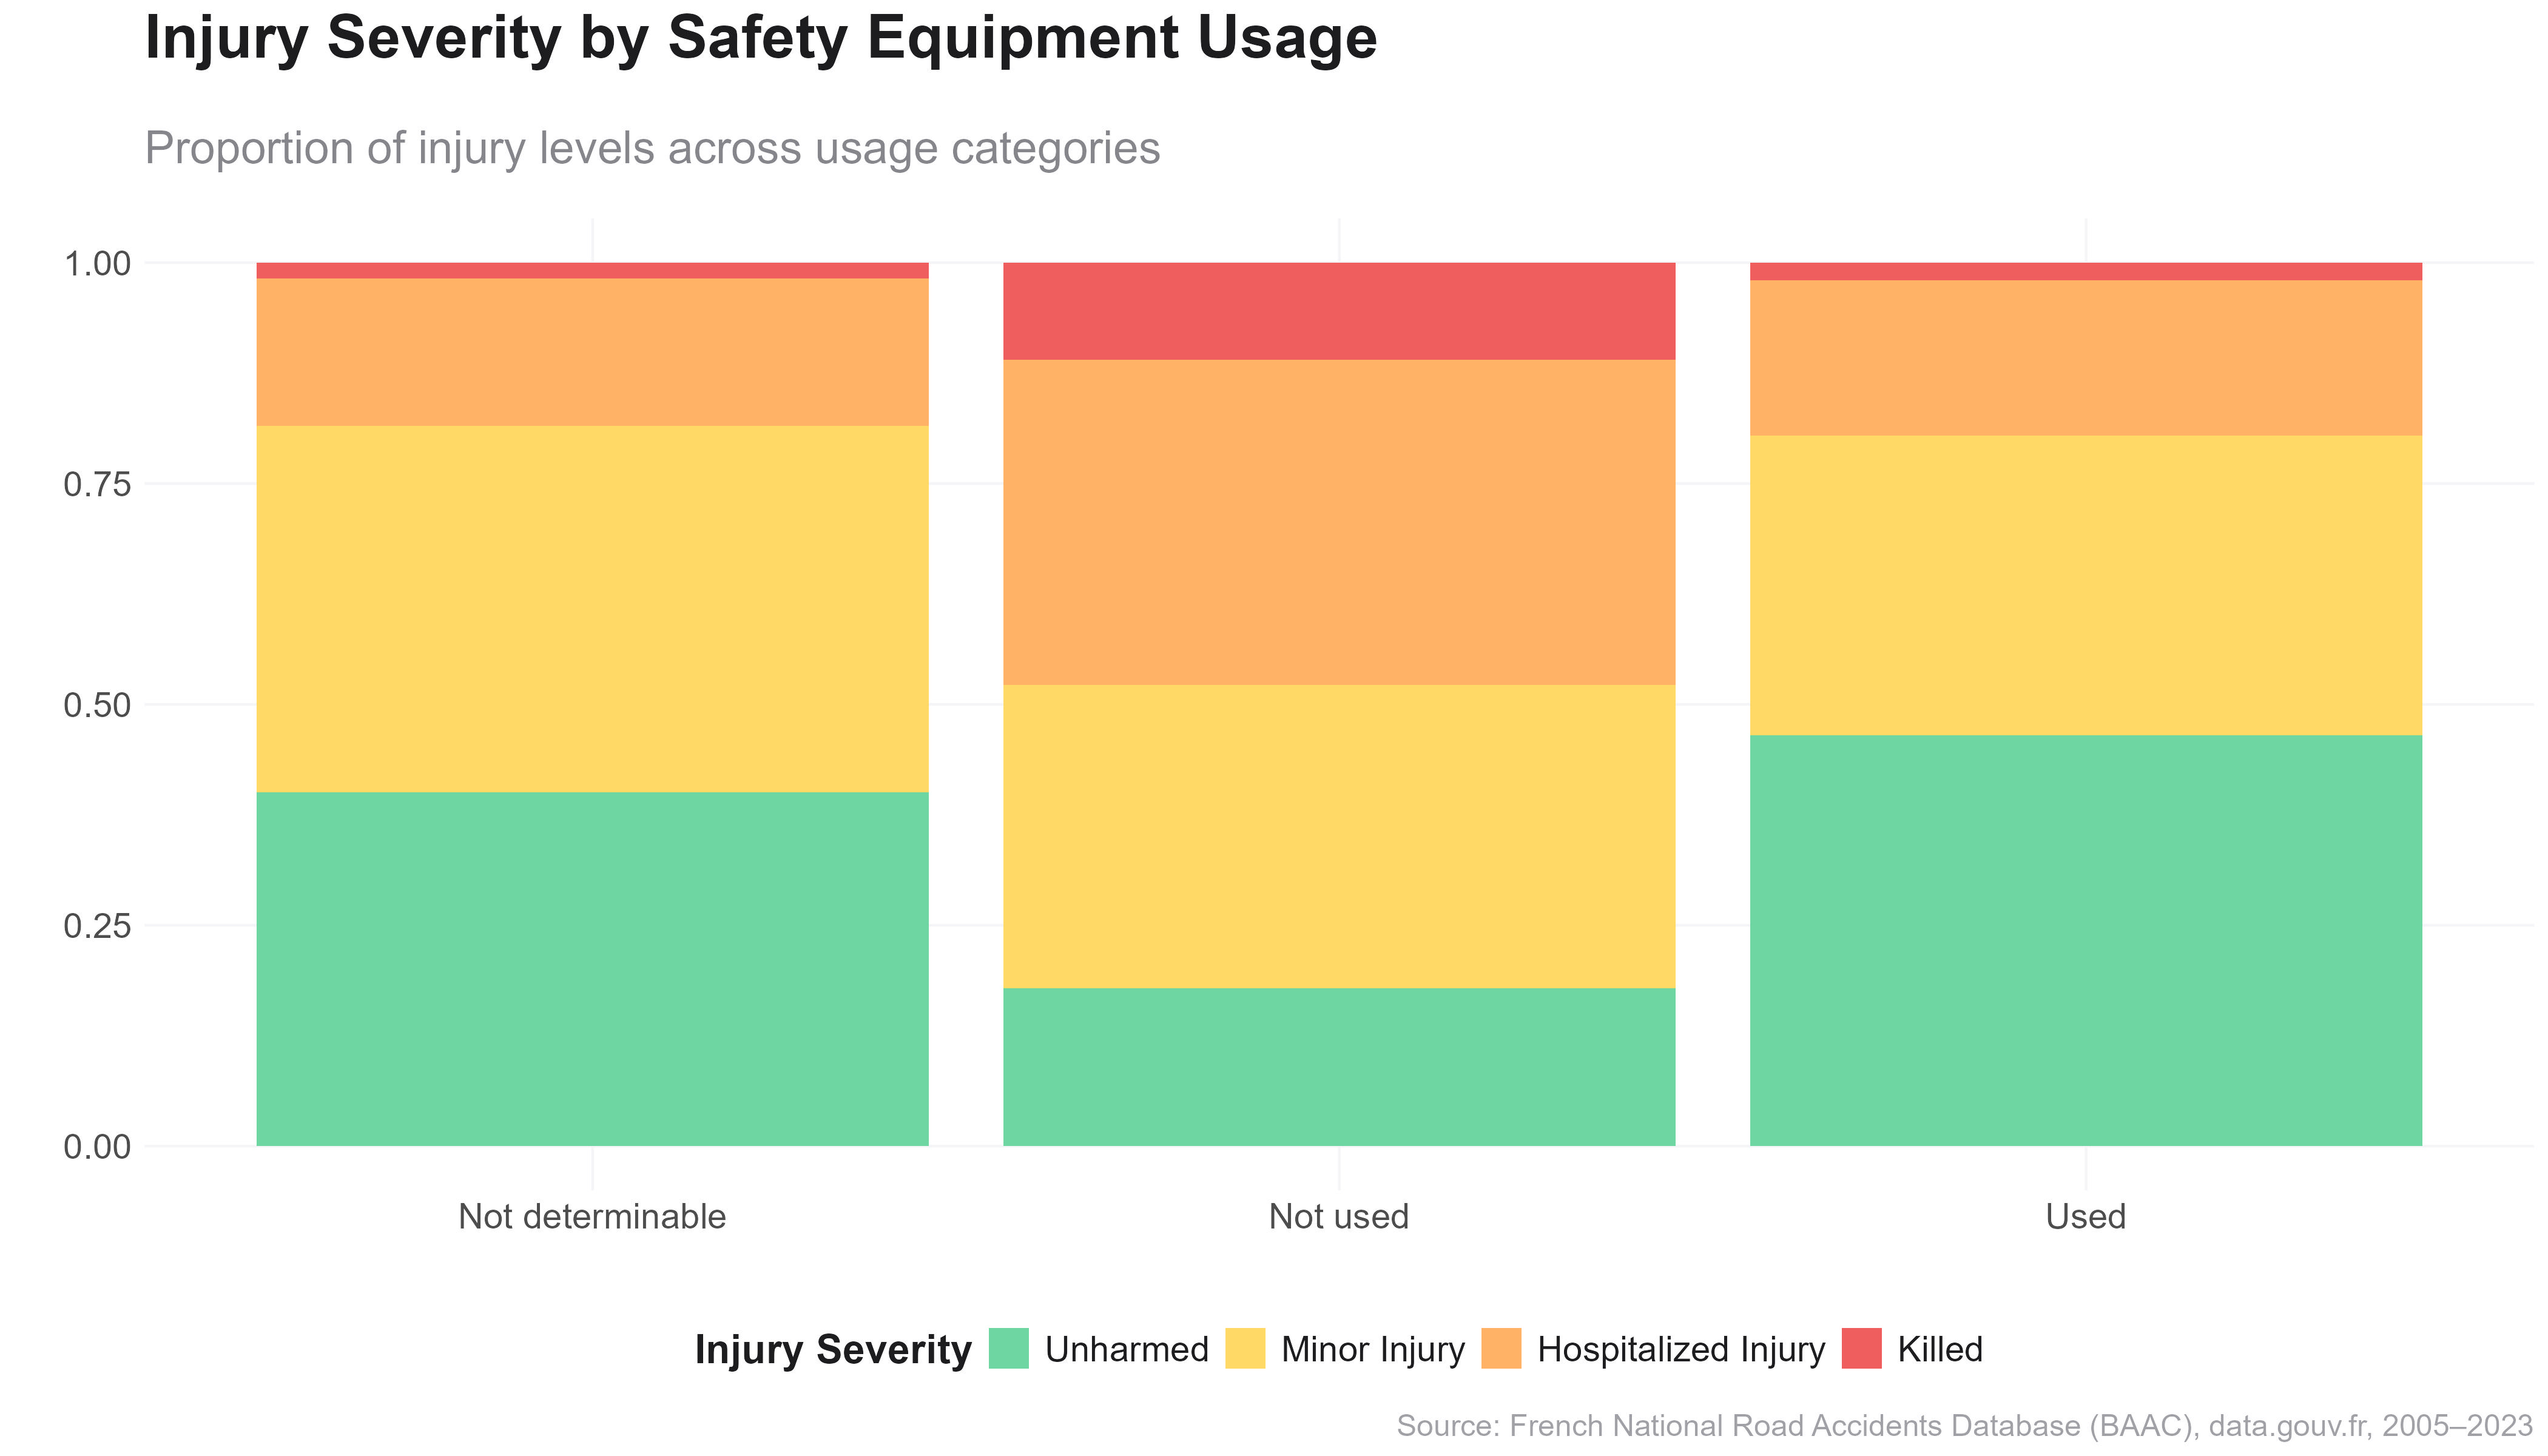 Injury Severity by Safety Equipment Usage
Proportion of injury levels across usage categories
1.00
0.75
0.50
0.25
0.00
Not determinable
Not used
Used
Injury Severity Unharmed Minor Injury Hospitalized Injury Killed
Source: French National Road Accidents Database (BAAC), data.gouv.fr, 2005–2023